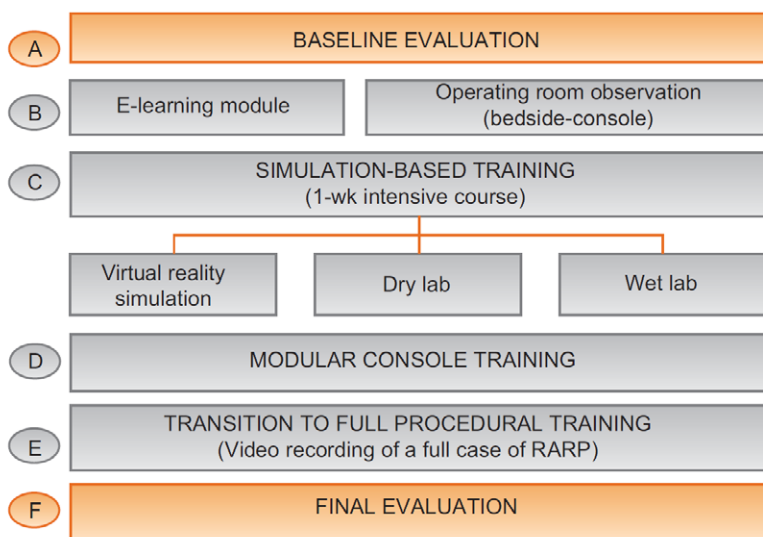 A
BASELINE EVALUATION
B
E-learning module
Operating room observation
(bedside-console)
C
SIMULATION-BASED TRAINING
(1-wk intensive course)
Virtual reality
simulation
Dry lab
Wet lab
D
MODULAR CONSOLE TRAINING
E
TRANSITION TO FULL PROCEDURAL TRAINING
(Video recording of a full case of RARP)
F
FINAL EVALUATION